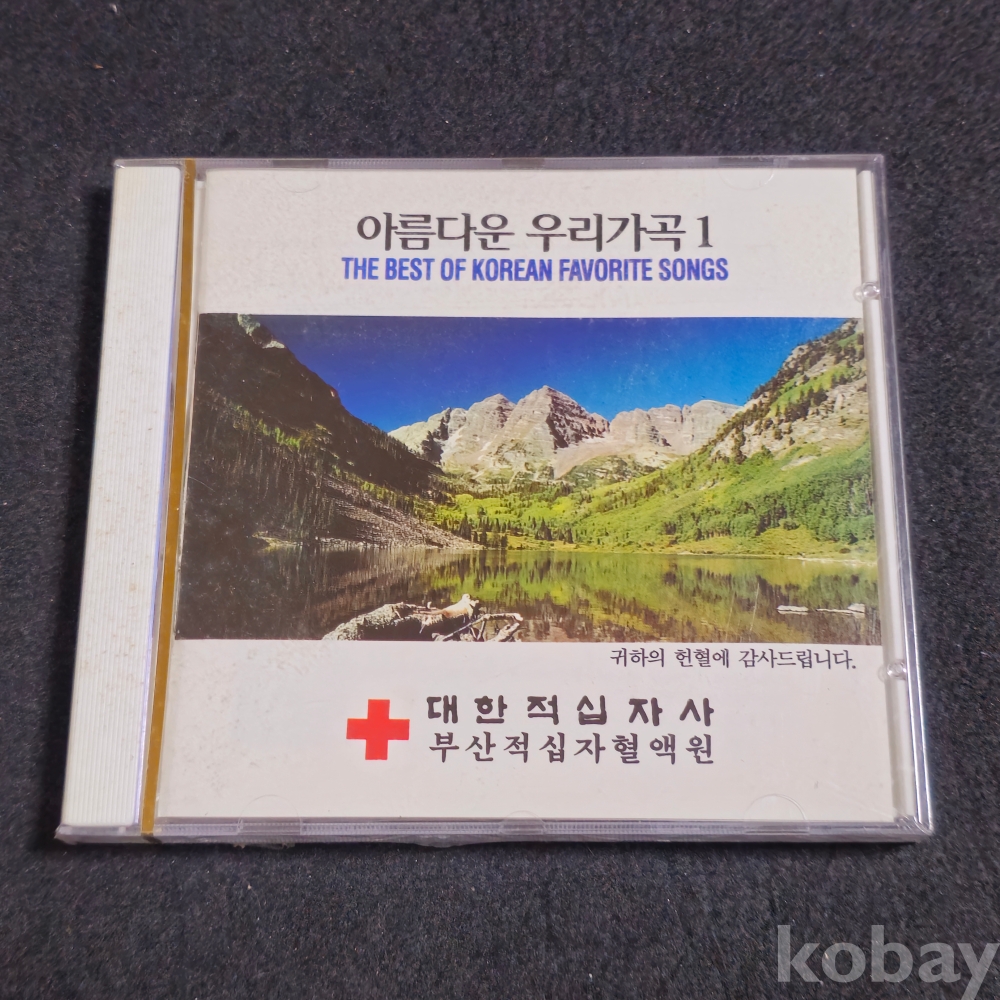 아름다운 우리가곡 1
THE BEST OF KOREAN FAVORITE SONGS
귀하의 헌혈에 감사드립니다.
대한적십자사
부산적십자혈액원
kobay